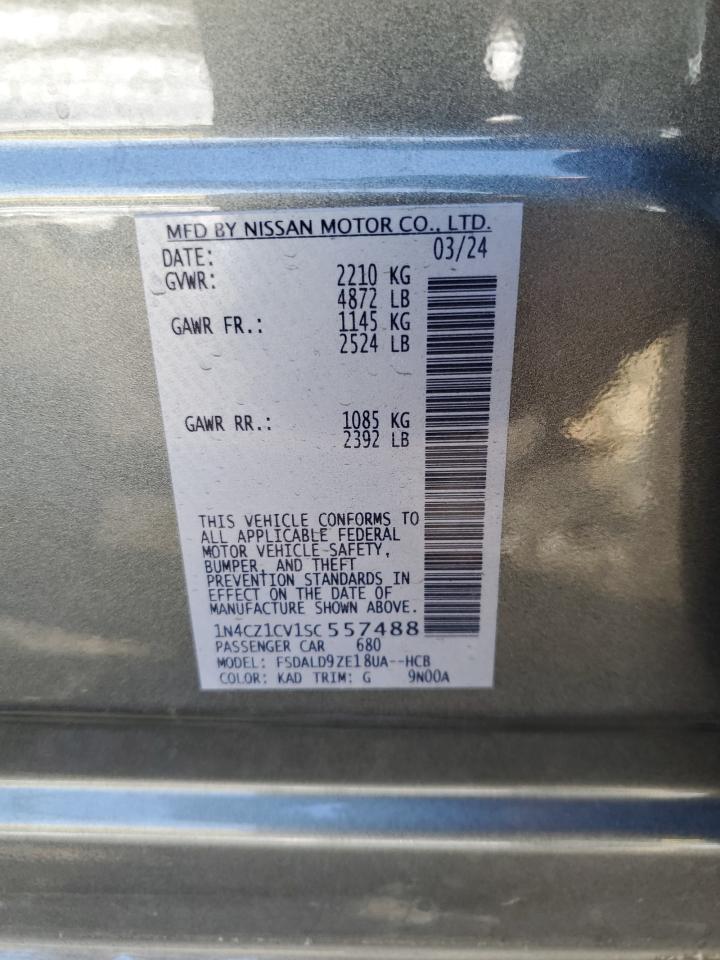 MFD BY NISSAN MOTOR CO., LTD.
DATE: 03/24
GVWR: 2210 KG
4872 LB
GAWR FR.: 1145 KG
2524 LB
GAWR RR.: 1085 KG
2392 LB
THIS VEHICLE CONFORMS TO
ALL APPLICABLE FEDERAL
MOTOR VEHICLE SAFETY,
BUMPER, AND THEFT
PREVENTION STANDARDS IN
EFFECT ON THE DATE OF
MANUFACTURE SHOWN ABOVE.
1N4CZ1CV1SC557488
PASSENGER CAR 680
MODEL: FSDALD9ZE18UA--HCB
COLOR: KAD TRIM: G 9N00A